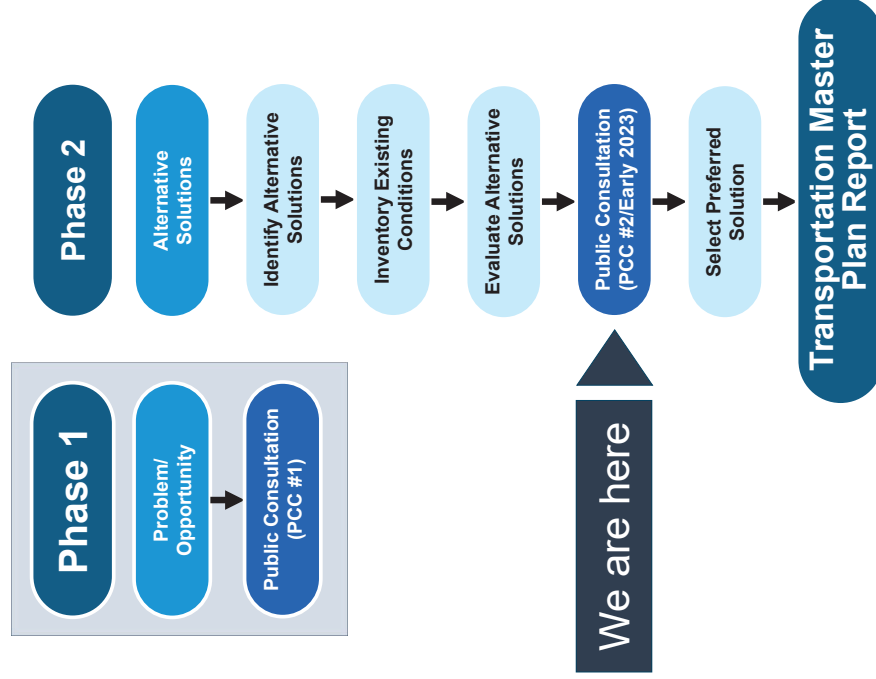 Phase 1
Problem/
Opportunity
Public Consultation
(PCC #1)
Phase 2
Alternative
Solutions
Identify Alternative
Solutions
Inventory Existing
Conditions
Evaluate Alternative
Solutions
Public Consultation
(PCC #2/Early 2023)
Select Preferred
Solution
We are here
Transportation Master
Plan Report